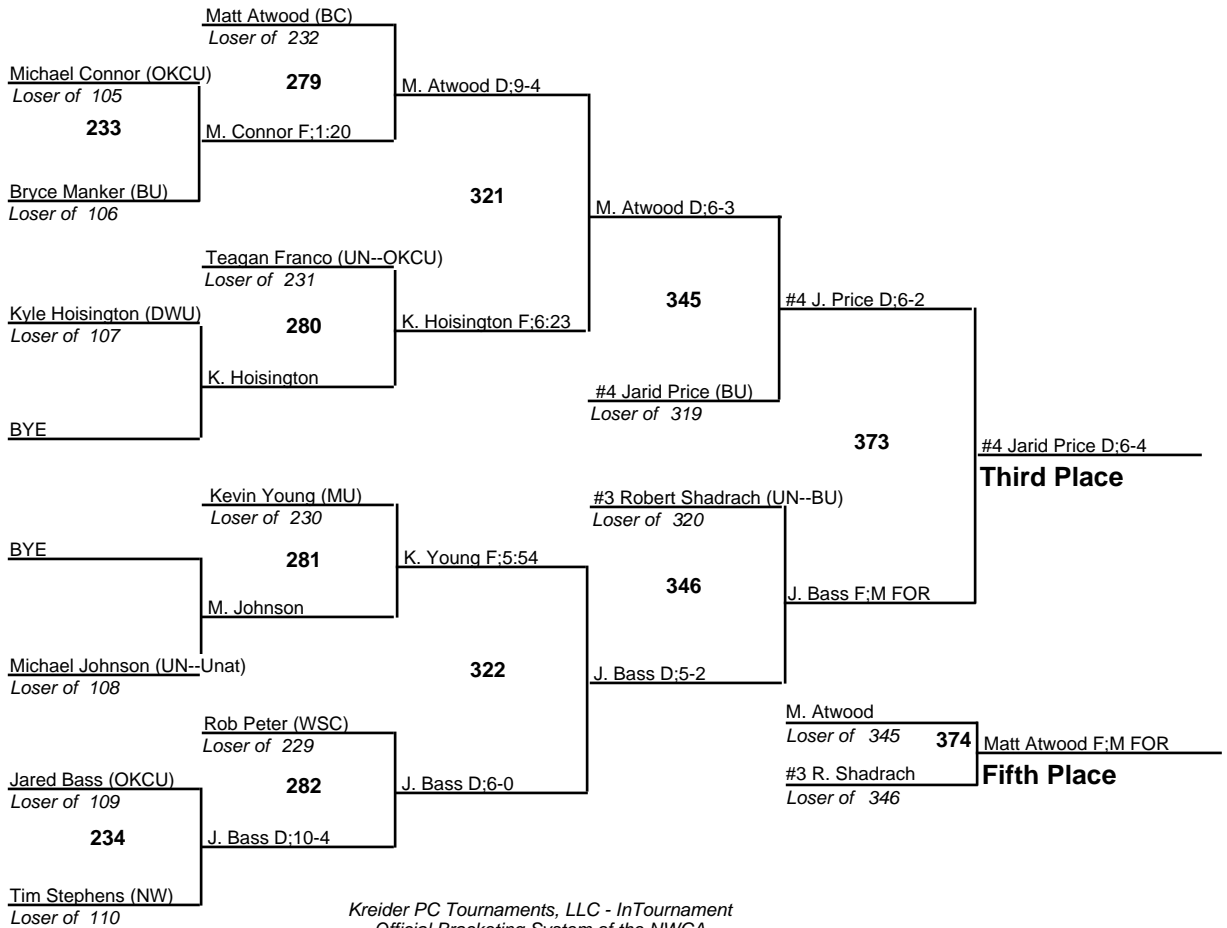 Matt Atwood (BC)
Loser of 232
Michael Connor (OKCU)
Loser of 105
279
M. Atwood D;9-4
233
M. Connor F;1:20
Bryce Manker (BU)
Loser of 106
321
M. Atwood D;6-3
Teagan Franco (UN--OKCU)
Loser of 231
Kyle Hoisington (DWU)
Loser of 107
280
K. Hoisington F;6:23
345
#4 J. Price D;6-2
K. Hoisington
#4 Jarid Price (BU)
Loser of 319
BYE
373
#4 Jarid Price D;6-4
Third Place
Kevin Young (MU)
Loser of 230
#3 Robert Shadrach (UN--BU)
Loser of 320
BYE
281
K. Young F;5:54
346
M. Johnson
J. Bass F;M FOR
Michael Johnson (UN--Unat)
Loser of 108
322
J. Bass D;5-2
Rob Peter (WSC)
Loser of 229
M. Atwood
Loser of 345
374
Matt Atwood F;M FOR
Fifth Place
#3 R. Shadrach
Loser of 346
Jared Bass (OKCU)
Loser of 109
282
J. Bass D;6-0
234
J. Bass D;10-4
Tim Stephens (NW)
Loser of 110
Kreider PC Tournaments, LLC - InTournament
Official Bracketing System of the NWCA